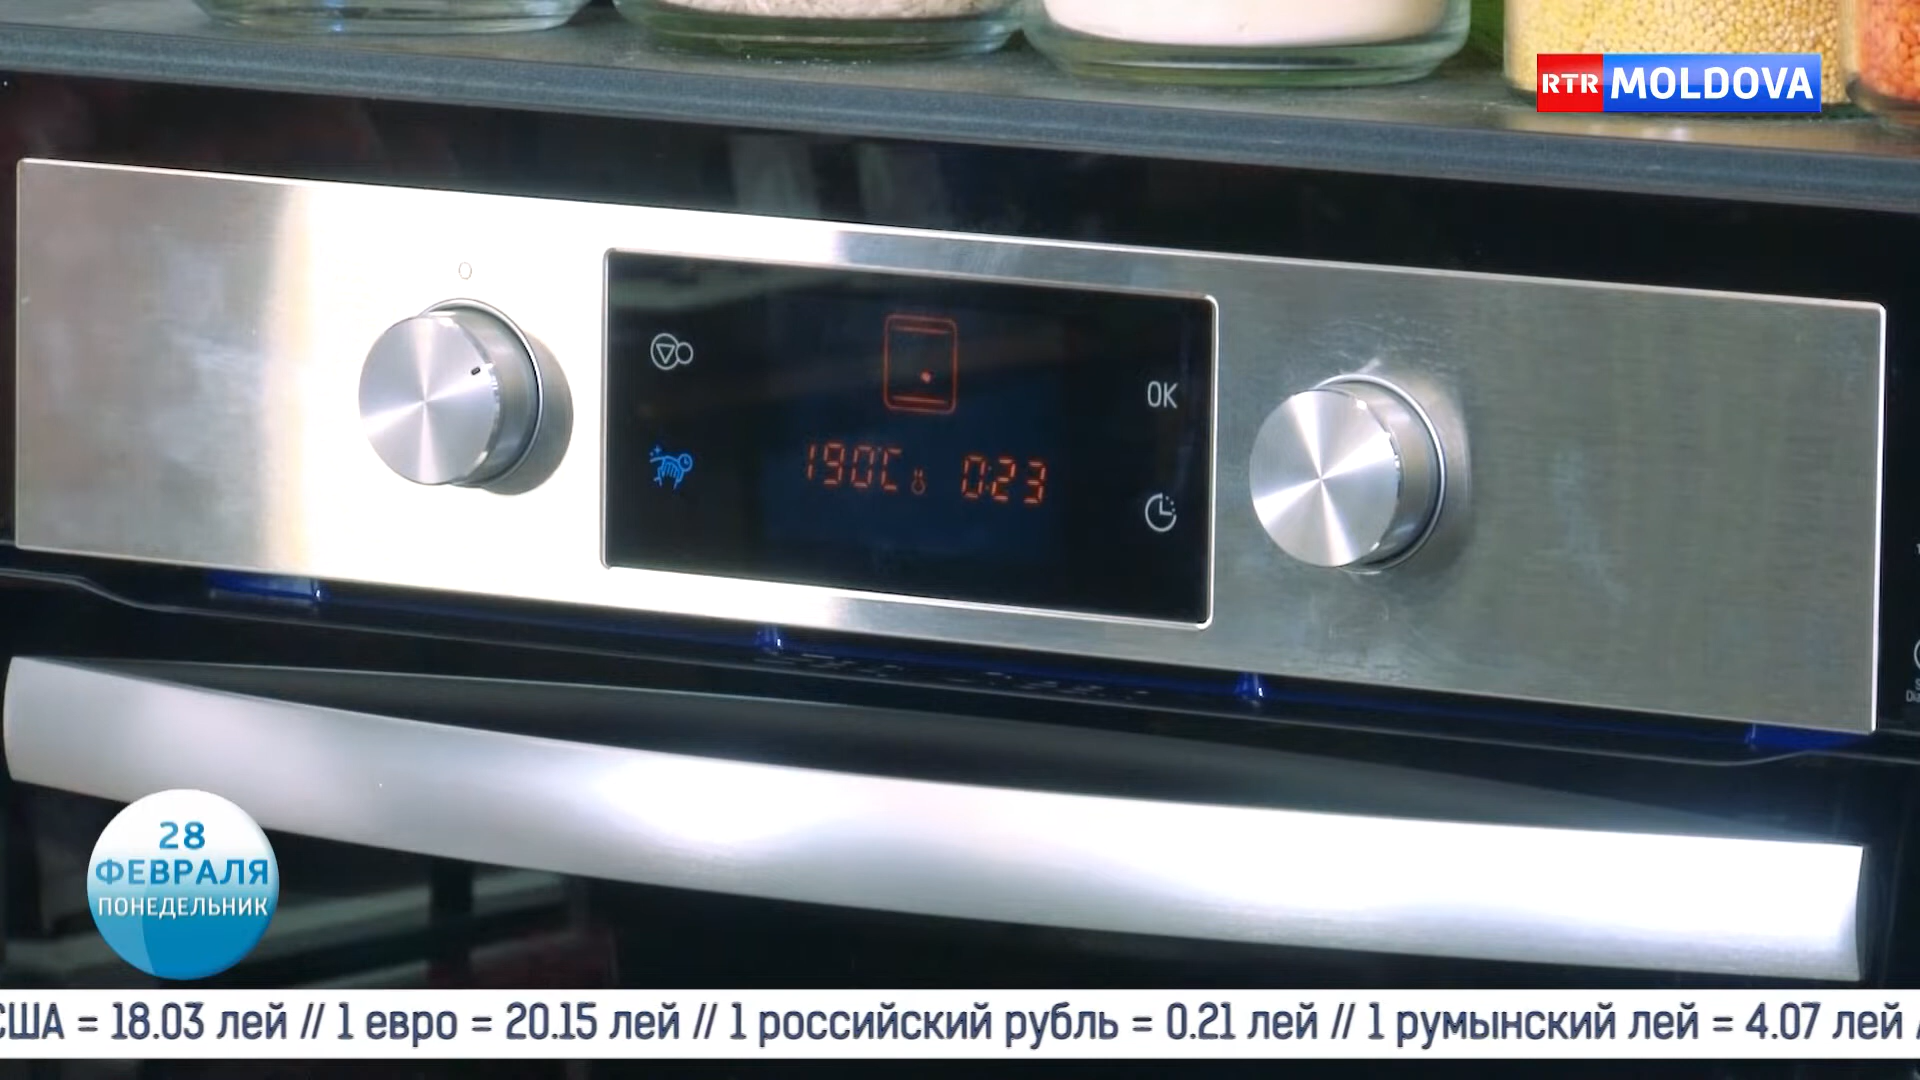 RTR MOLDOVA
OK
190°C 0:23
28
ФЕВРАЛЯ
ПОНЕДЕЛЬНИК
США = 18.03 лей // 1 евро = 20.15 лей // 1 российский рубль = 0.21 лей // 1 румынский лей = 4.07 лей /